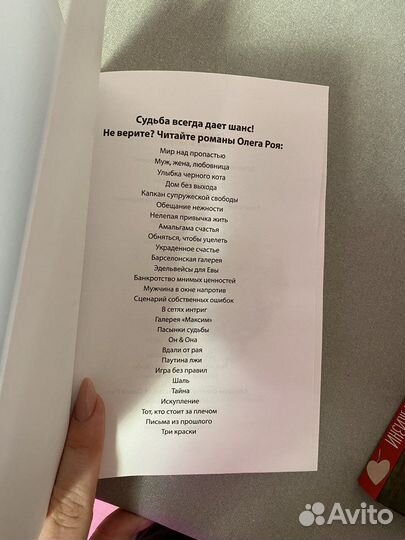 Судьба всегда дает шанс!
Не верите? Читайте романы Олега Роя:
Мир над пропастью
Муж, жена, любовница
Улыбка черного кота
Дом без выхода
Капкан супружеской свободы
Обещание нежности
Нелепая привычка жить
Амальгама счастья
Обняться, чтобы уцелеть
Украденное счастье
Барселонская галерея
Эдельвейсы для Евы
Банкротство мнимых ценностей
Мужчина в окне напротив
Сценарий собственных ошибок
В сетях интриг
Галерея «Максим»
Пасынки судьбы
Он & Она
Вдали от рая
Паутина лжи
Игра без правил
Шаль
Тайна
Искупление
Тот, кто стоит за плечом
Письма из прошлого
Три краски
Avito